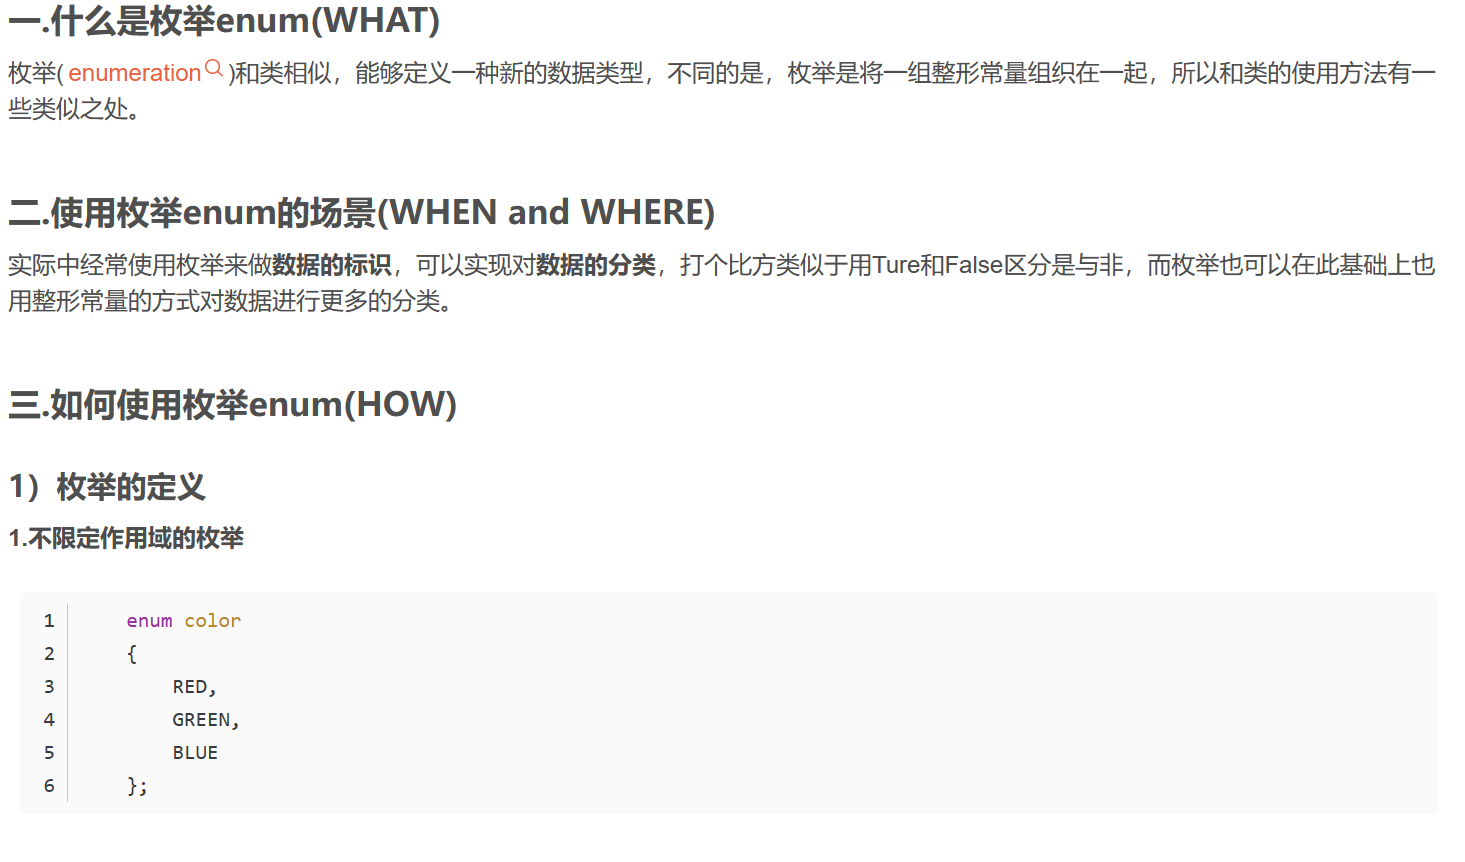 一.什么是枚举enum(WHAT)
枚举( enumeration )和类相似，能够定义一种新的数据类型，不同的是，枚举是将一组整形常量组织在一起，所以和类的使用方法有一
些类似之处。
二.使用枚举enum的场景(WHEN and WHERE)
实际中经常使用枚举来做数据的标识，可以实现对数据的分类，打个比方类似于用Ture和False区分是与非，而枚举也可以在此基础上也
用整形常量的方式对数据进行更多的分类。
三.如何使用枚举enum(HOW)
1）枚举的定义
1.不限定作用域的枚举
1 enum color
2 {
3 RED,
4 GREEN,
5 BLUE
6 };